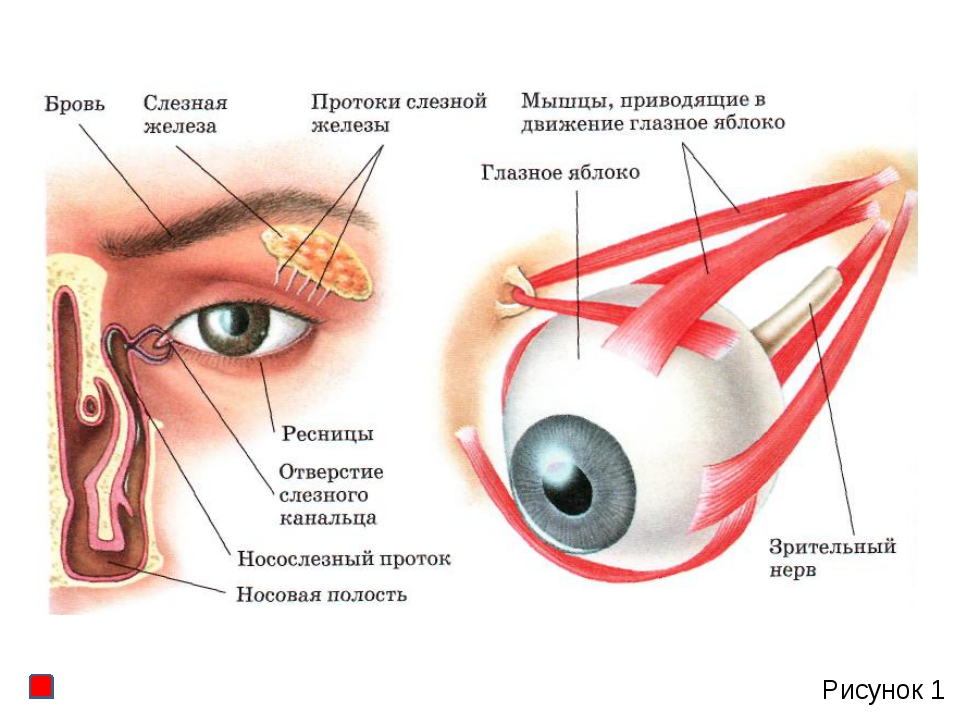 Бровь
Слезная
железа
Протоки слезной
железы
Мышцы, приводящие в
движение глазное яблоко
Глазное яблоко
Ресницы
Отверстие
слезного
канальца
Носослезный проток
Носовая полость
Зрительный
нерв
Рисунок 1